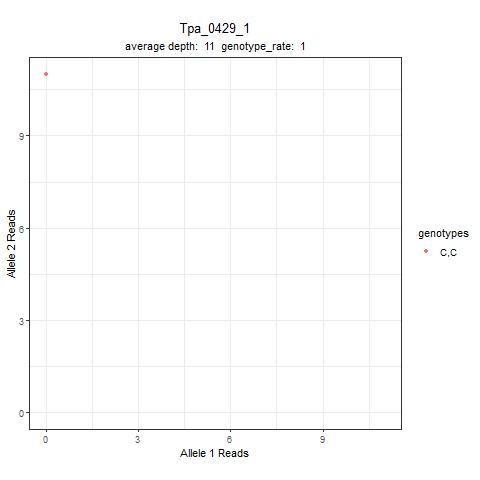 Tpa_0429_1
average depth: 11 genotype_rate: 1
9
6
3
0
Allele 2 Reads
0 3 6 9
Allele 1 Reads
genotypes
C,C